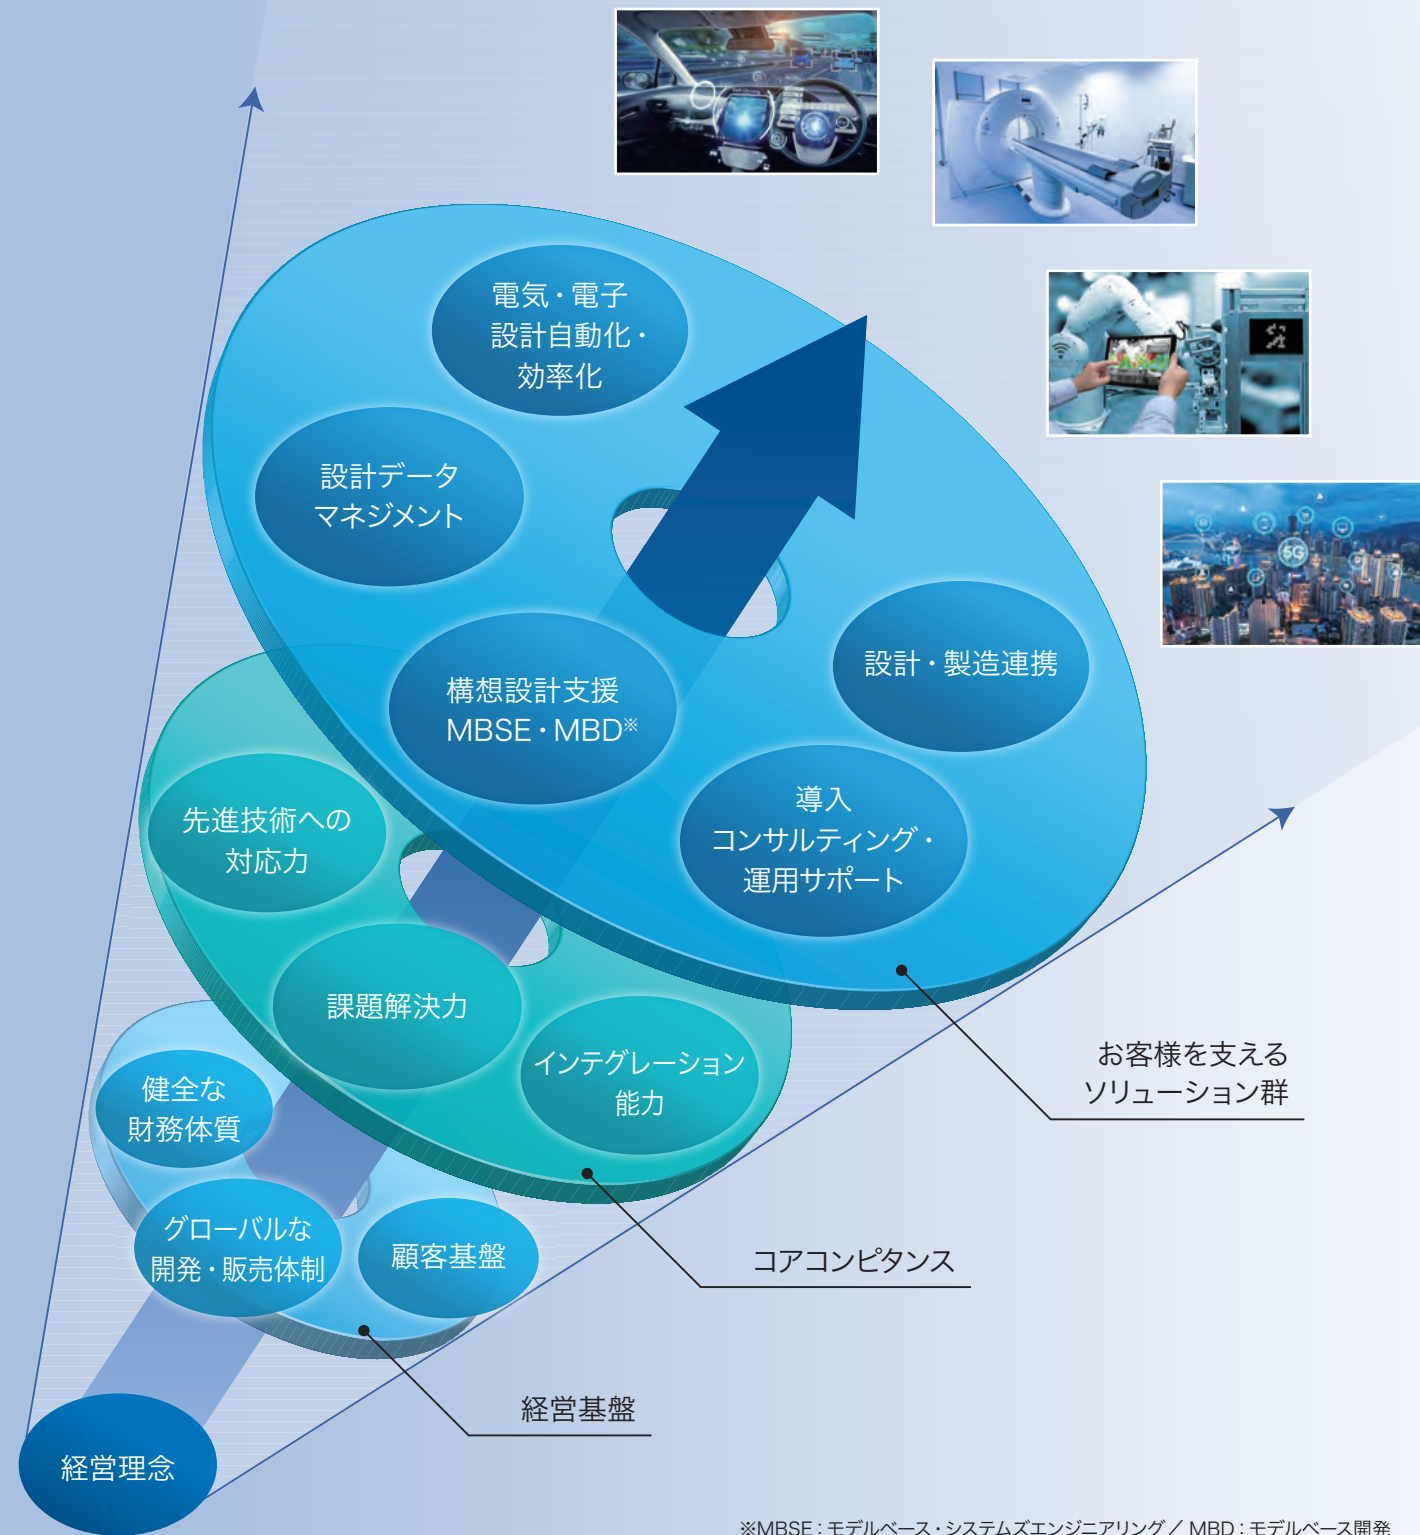 電気・電子
設計自動化・
効率化
設計データ
マネジメント
構想設計支援
MBSE・MBD※
設計・製造連携
導入
コンサルティング・
運用サポート
お客様を支える
ソリューション群
先進技術への
対応力
課題解決力
インテグレーション
能力
コアコンピタンス
健全な
財務体質
グローバルな
開発・販売体制
顧客基盤
経営基盤
経営理念
5G
※MBSE：モデルベース・システムズエンジニアリング／MBD：モデルベース開発